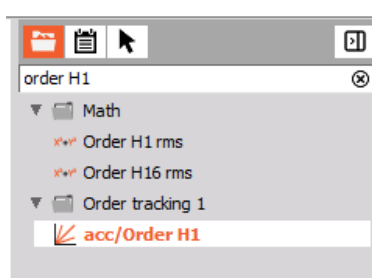 order H1
Math
Order H1 rms
Order H16 rms
Order tracking 1
acc/Order H1